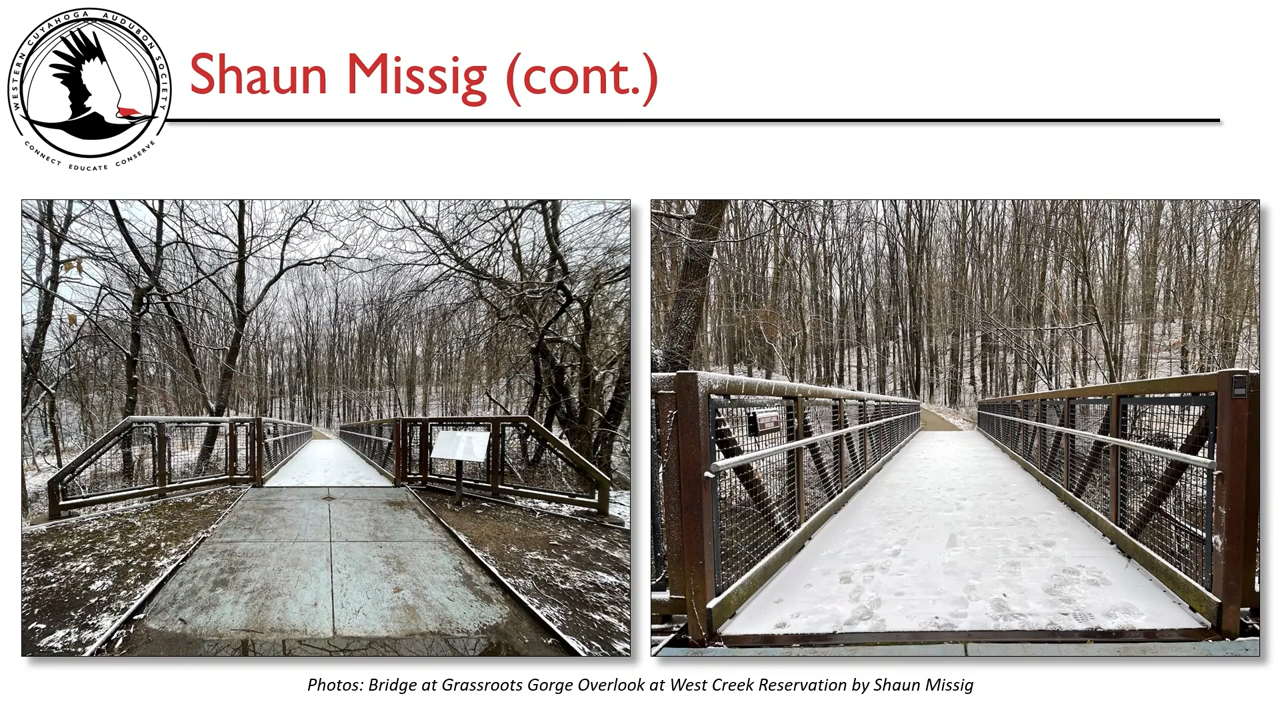 WESTERN CUYAHOGA AUDUBON SOCIETY
CONNECT EDUCATE CONSERVE
Shaun Missig (cont.)
Photos: Bridge at Grassroots Gorge Overlook at West Creek Reservation by Shaun Missig